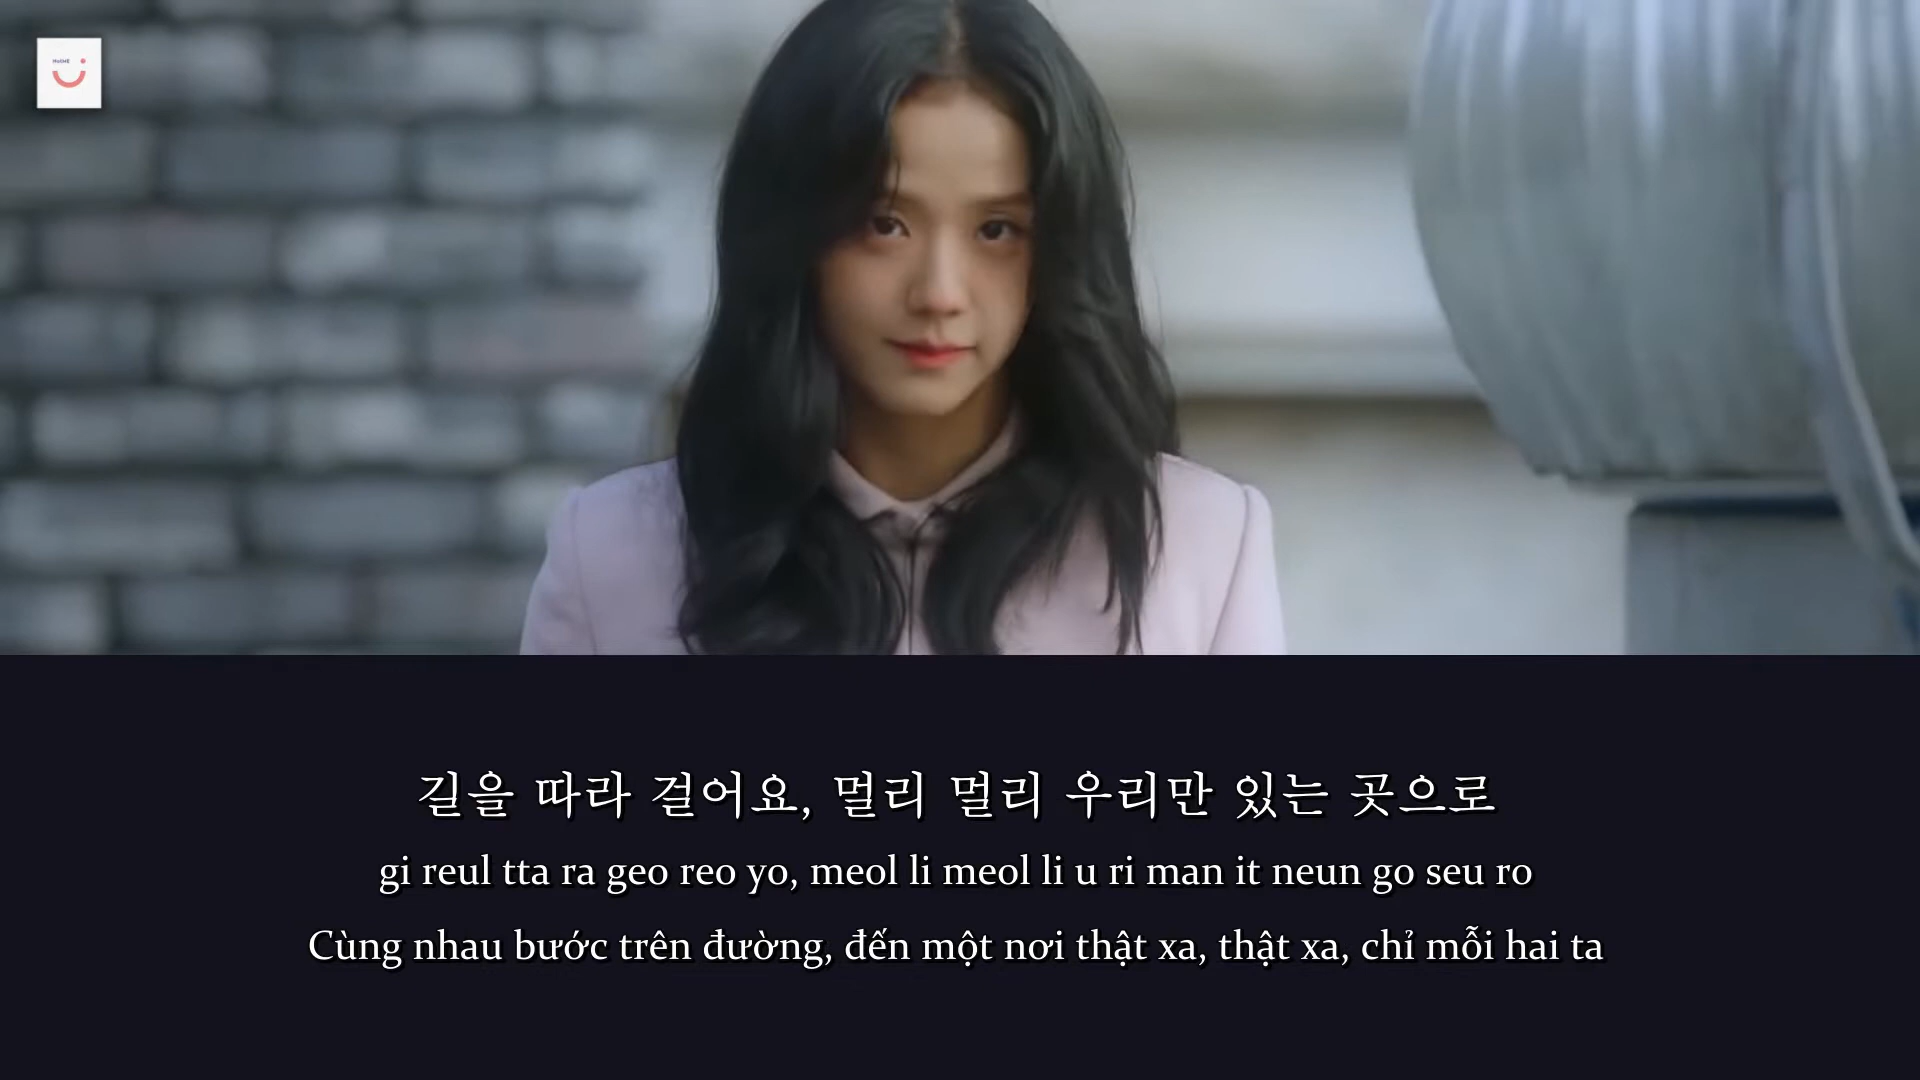 길을 따라 걸어요, 멀리 멀리 우리만 있는 곳으로
gi reul tta ra geo reo yo, meol li meol li u ri man it neun go seu ro
Cùng nhau bước trên đường, đến một nơi thật xa, thật xa, chỉ mỗi hai ta